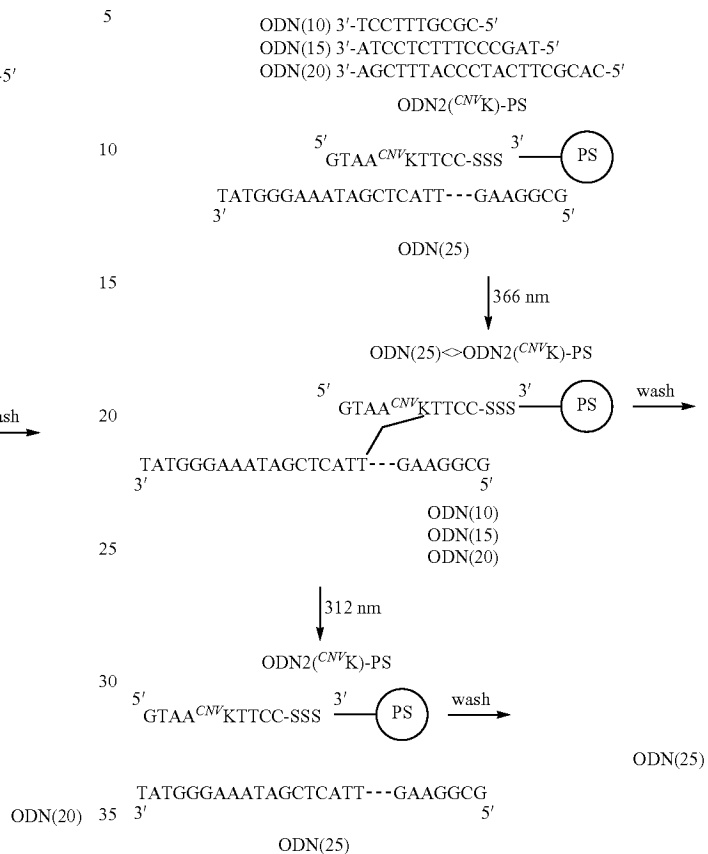 5
ODN(10) 3′-TCCTTTGCGC-5′
ODN(15) 3′-ATCCTCTTTCCCGAT-5′
-5′
ODN(20) 3′-AGCTTTACCCTACTTCGCAC-5′
ODN2(CNVK)-PS
10
5′ 3′
GTAACNVKTTCC-SSS PS
TATGGGAAATAGCTCATT---GAAGGCG
3′ 5′
ODN(25)
15
366 nm
ODN(25)<>ODN2(CNVK)-PS
5′ 3′ wash
ash 20 GTAACNVKTTCC-SSS PS
TATGGGAAATAGCTCATT---GAAGGCG
3′ 5′
ODN(10)
ODN(15)
25 ODN(20)
312 nm
ODN2(CNVK)-PS
30
5′ 3′ wash
GTAACNVKTTCC-SSS PS
ODN(25)
TATGGGAAATAGCTCATT---GAAGGCG
ODN(20) 35 3′ 5′
ODN(25)